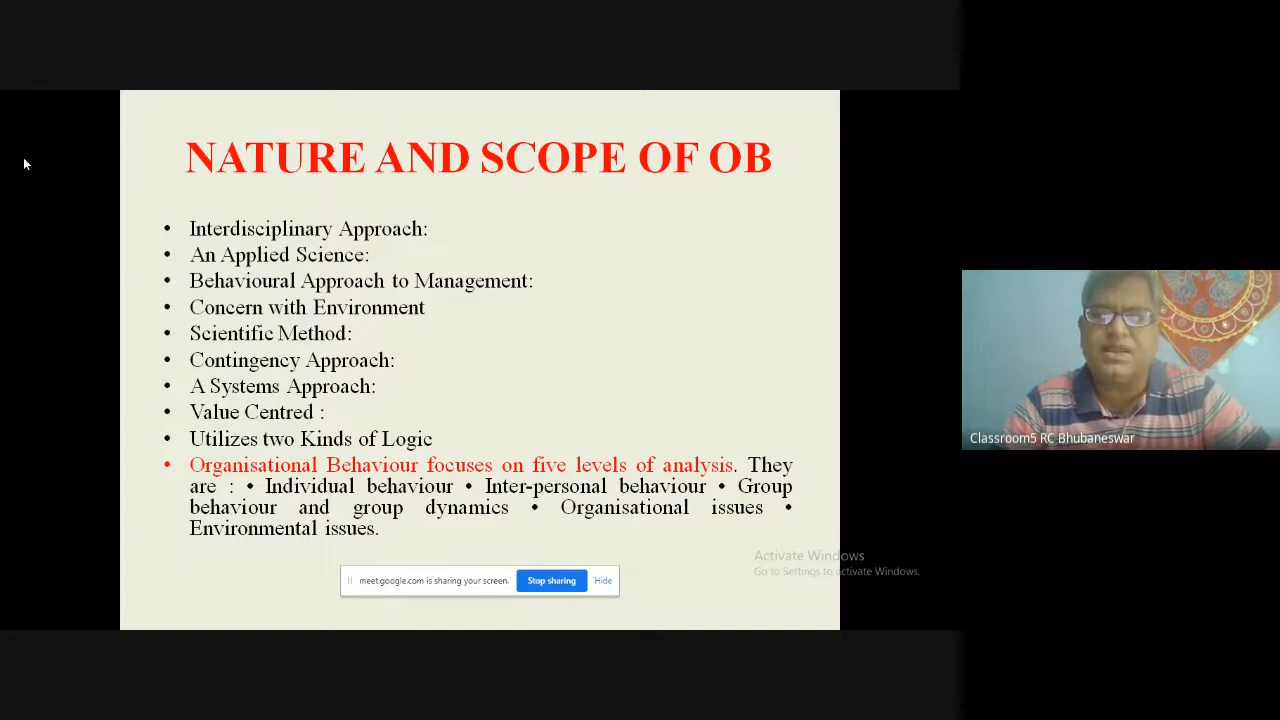 NATURE AND SCOPE OF OB
• Interdisciplinary Approach:
• An Applied Science:
• Behavioural Approach to Management:
• Concern with Environment
• Scientific Method:
• Contingency Approach:
• A Systems Approach:
• Value Centred :
• Utilizes two Kinds of Logic
• Organisational Behaviour focuses on five levels of analysis. They
are : • Individual behaviour • Inter-personal behaviour • Group
behaviour and group dynamics • Organisational issues •
Environmental issues.
meet.google.com is sharing your screen. Stop sharing Hide
Activate Windows
Go to Settings to activate Windows.
Classroom5 RC Bhubaneswar